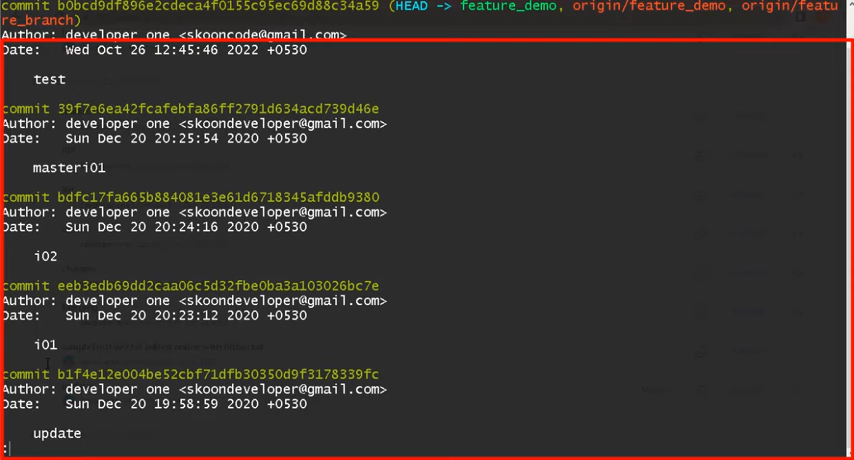 commit b0bcd9df896e2cdeca4f0155c95ec69d88c34a59 (HEAD -> feature_demo, origin/feature_demo, origin/featu
re_branch)
Author: skooncode <skooncode@gmail.com>
Date:   Wed Oct 26 12:45:46 2022 +0530
test
commit 39f7e6ea42fcafebfa86ff2791d634acd739d46e
Author: developer one <skoondeveloper@gmail.com>
Date:   Sun Dec 20 20:25:54 2020 +0530
masteri01
commit bdfc17fa665b884081e3e61d6718345afddb9380
Author: developer one <skoondeveloper@gmail.com>
Date:   Sun Dec 20 20:24:16 2020 +0530
i02
commit eeb3edb69dd2caa06c5d32fbe0ba3a103026bc7e
Author: developer one <skoondeveloper@gmail.com>
Date:   Sun Dec 20 20:23:12 2020 +0530
i01
commit b1f4e12e004be52cbf71dfb30350d9f3178339fc
Author: developer one <skoondeveloper@gmail.com>
Date:   Sun Dec 20 19:58:59 2020 +0530
update
: